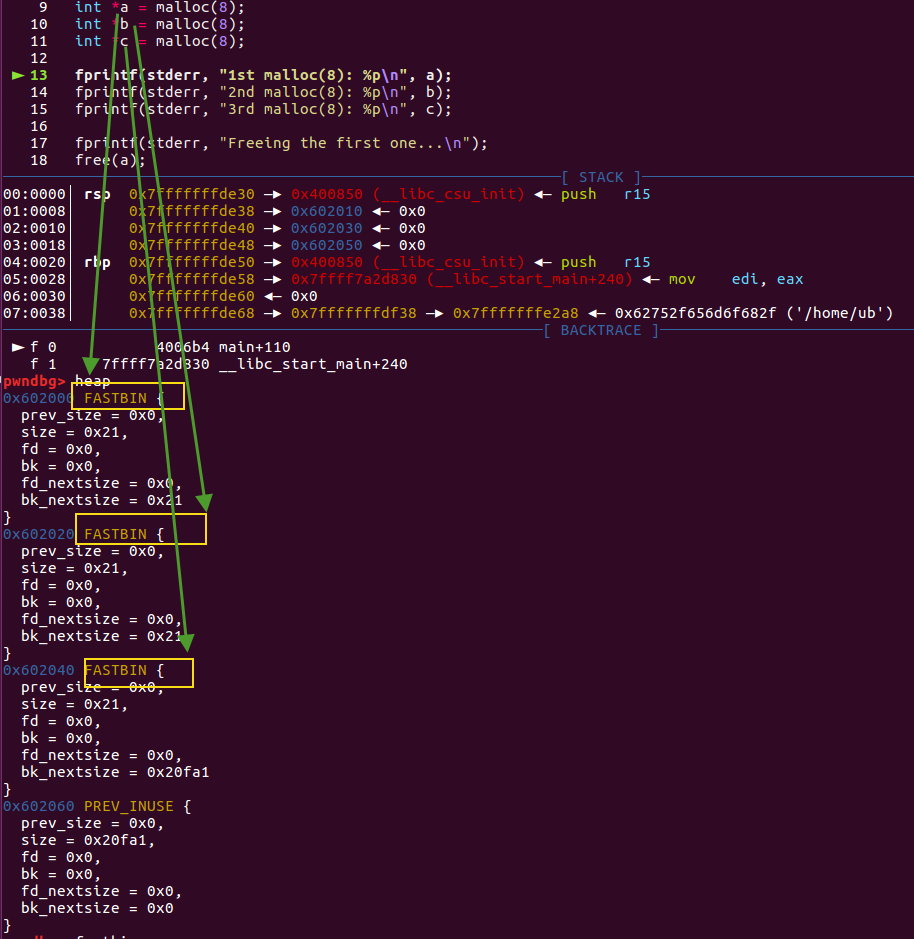 9 int *a = malloc(8);
10 int *b = malloc(8);
11 int *c = malloc(8);
12
► 13 fprintf(stderr, "1st malloc(8): %p\n", a);
14 fprintf(stderr, "2nd malloc(8): %p\n", b);
15 fprintf(stderr, "3rd malloc(8): %p\n", c);
16
17 fprintf(stderr, "Freeing the first one...\n");
18 free(a);
[ STACK ]
00:0000│ rsp 0x7fffffffde30 —► 0x400850 (__libc_csu_init) ◄— push r15
01:0008│ 0x7fffffffde38 —► 0x602010 ◄— 0x0
02:0010│ 0x7fffffffde40 —► 0x602030 ◄— 0x0
03:0018│ 0x7fffffffde48 —► 0x602050 ◄— 0x0
04:0020│ rbp 0x7fffffffde50 —► 0x400850 (__libc_csu_init) ◄— push r15
05:0028│ 0x7fffffffde58 —► 0x7ffff7a2d830 (__libc_start_main+240) ◄— mov edi, eax
06:0030│ 0x7fffffffde60 ◄— 0x0
07:0038│ 0x7fffffffde68 —► 0x7fffffffdf38 —► 0x7fffffffe2a8 ◄— 0x62752f656d6f682f ('/home/ub')
[ BACKTRACE ]
► f 0 4006b4 main+110
f 1 7ffff7a2d830 __libc_start_main+240
pwndbg> heap
0x602000 FASTBIN {
prev_size = 0x0,
size = 0x21,
fd = 0x0,
bk = 0x0,
fd_nextsize = 0x0,
bk_nextsize = 0x21
}
0x602020 FASTBIN {
prev_size = 0x0,
size = 0x21,
fd = 0x0,
bk = 0x0,
fd_nextsize = 0x0,
bk_nextsize = 0x21
}
0x602040 FASTBIN {
prev_size = 0x0,
size = 0x21,
fd = 0x0,
bk = 0x0,
fd_nextsize = 0x0,
bk_nextsize = 0x20fa1
}
0x602060 PREV_INUSE {
prev_size = 0x0,
size = 0x20fa1,
fd = 0x0,
bk = 0x0,
fd_nextsize = 0x0,
bk_nextsize = 0x0
}